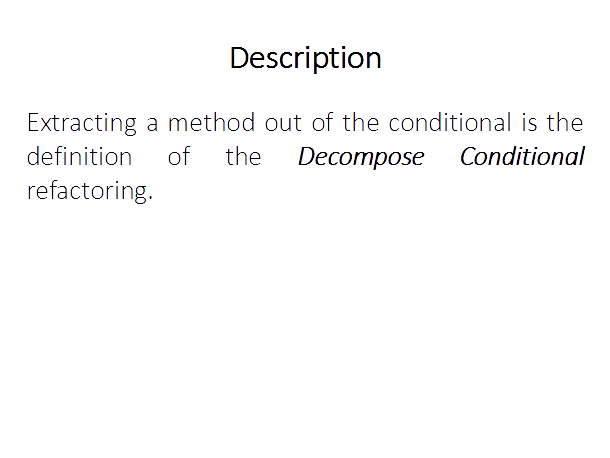 Description
Extracting a method out of the conditional is the
definition of the Decompose Conditional
refactoring.